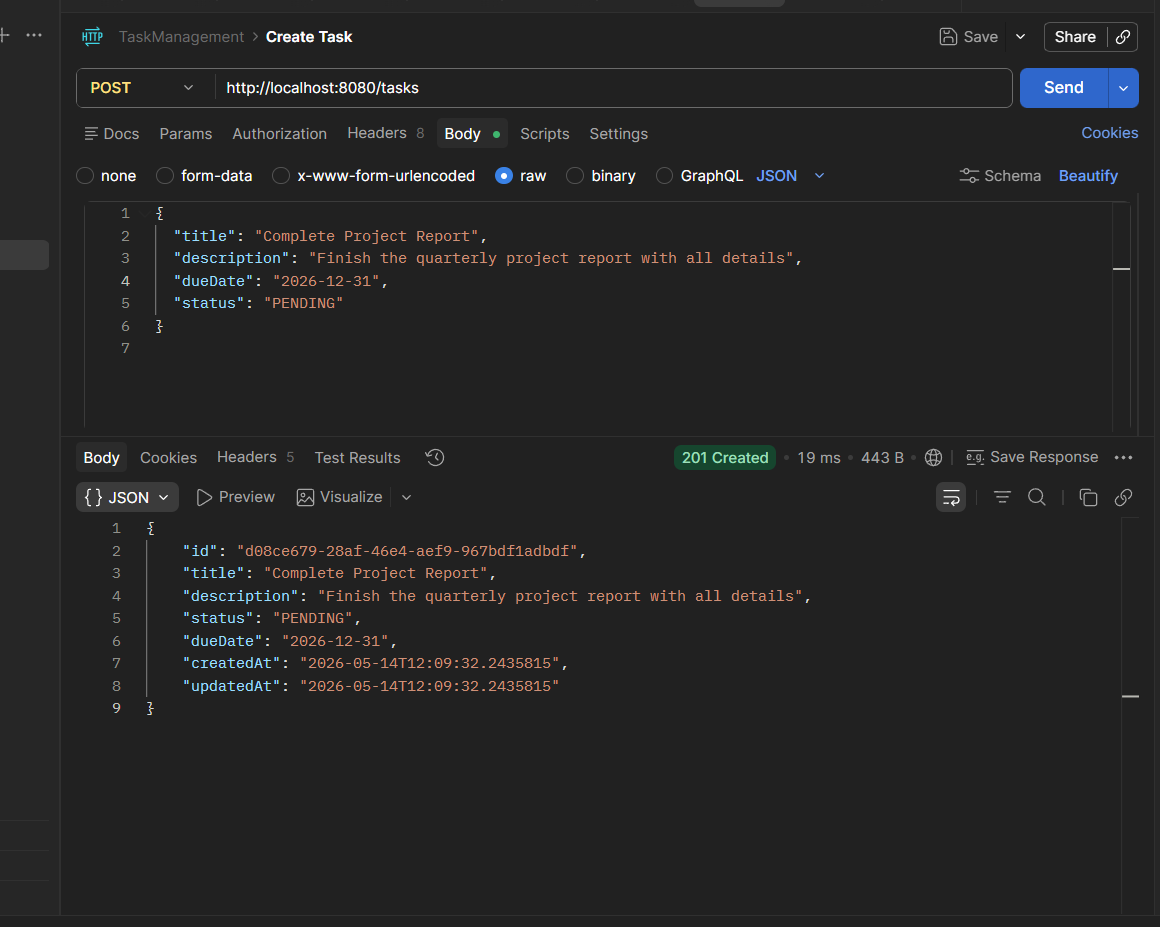 HTTP TaskManagement > Create Task Save Share
POST http://localhost:8080/tasks Send
Docs Params Authorization Headers 8 Body Scripts Settings Cookies
none form-data x-www-form-urlencoded raw binary GraphQL JSON Schema Beautify
1 {
2 "title": "Complete Project Report",
3 "description": "Finish the quarterly project report with all details",
4 "dueDate": "2026-12-31",
5 "status": "PENDING"
6 }
7
Body Cookies Headers 5 Test Results 201 Created • 19 ms • 443 B • e.g. Save Response
{} JSON Preview Visualize
1 {
2 "id": "d08ce679-28af-46e4-aef9-967bdf1adbdf",
3 "title": "Complete Project Report",
4 "description": "Finish the quarterly project report with all details",
5 "status": "PENDING",
6 "dueDate": "2026-12-31",
7 "createdAt": "2026-05-14T12:09:32.2435815",
8 "updatedAt": "2026-05-14T12:09:32.2435815"
9 }